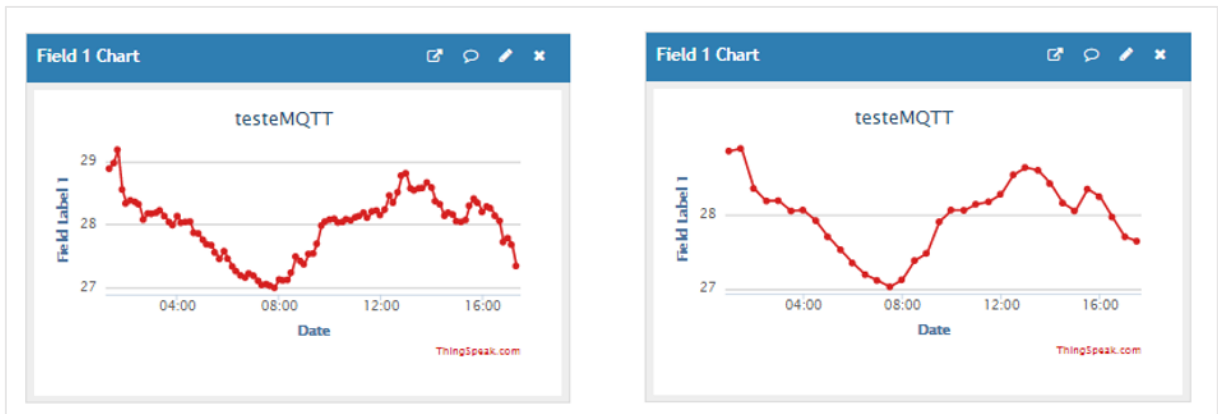 Field 1 Chart
testeMQTT
Field Label 1
29
28
27
04:00 08:00 12:00 16:00
Date
ThingSpeak.com
Field 1 Chart
testeMQTT
Field Label 1
28
27
04:00 08:00 12:00 16:00
Date
ThingSpeak.com